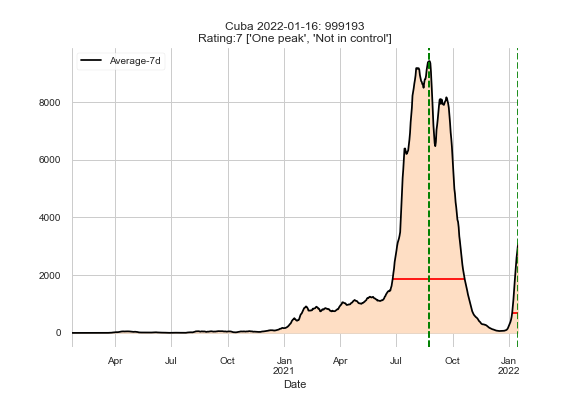 Cuba 2022-01-16: 999193
Rating:7 ['One peak', 'Not in control']
Average-7d
8000
6000
4000
2000
0
Apr
Jul
Oct
Jan
2021
Apr
Jul
Oct
Jan
2022
Date